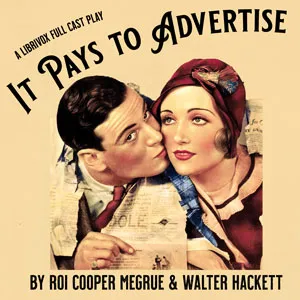 A LIBRIVOX FULL CAST PLAY
IT PAYS TO ADVERTISE
BY ROI COOPER MEGRUE & WALTER HACKETT